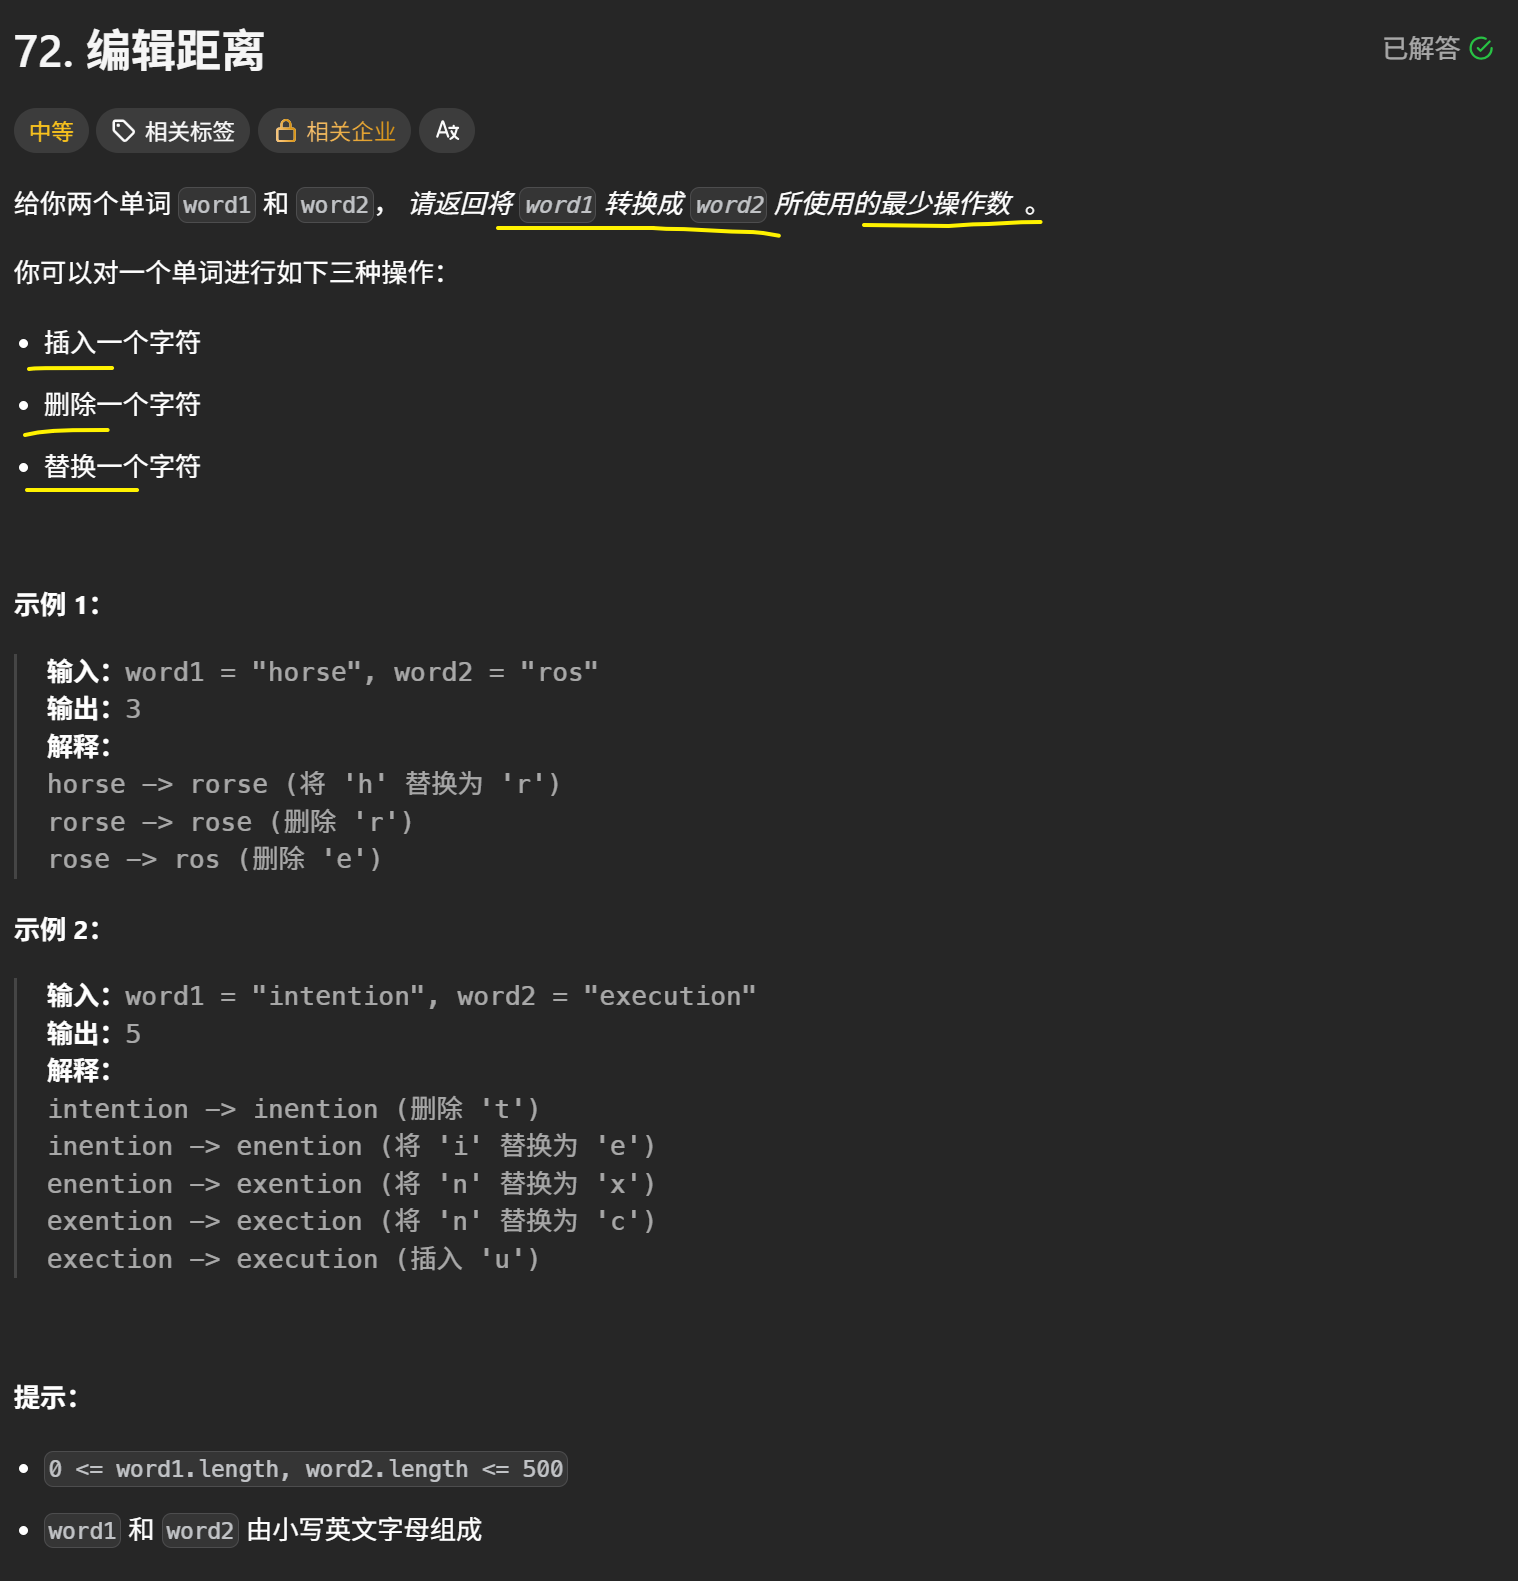 72. 编辑距离
已解答
中等 相关标签 相关企业
给你两个单词 word1 和 word2， 请返回将 word1 转换成 word2 所使用的最少操作数 。
你可以对一个单词进行如下三种操作：
• 插入一个字符
• 删除一个字符
• 替换一个字符
示例 1：
输入：word1 = "horse", word2 = "ros"
输出：3
解释：
horse -> rorse (将 'h' 替换为 'r')
rorse -> rose (删除 'r')
rose -> ros (删除 'e')
示例 2：
输入：word1 = "intention", word2 = "execution"
输出：5
解释：
intention -> inention (删除 't')
inention -> enention (将 'i' 替换为 'e')
enention -> exention (将 'n' 替换为 'x')
exention -> exection (将 'n' 替换为 'c')
exection -> execution (插入 'u')
提示：
• 0 <= word1.length, word2.length <= 500
• word1 和 word2 由小写英文字母组成